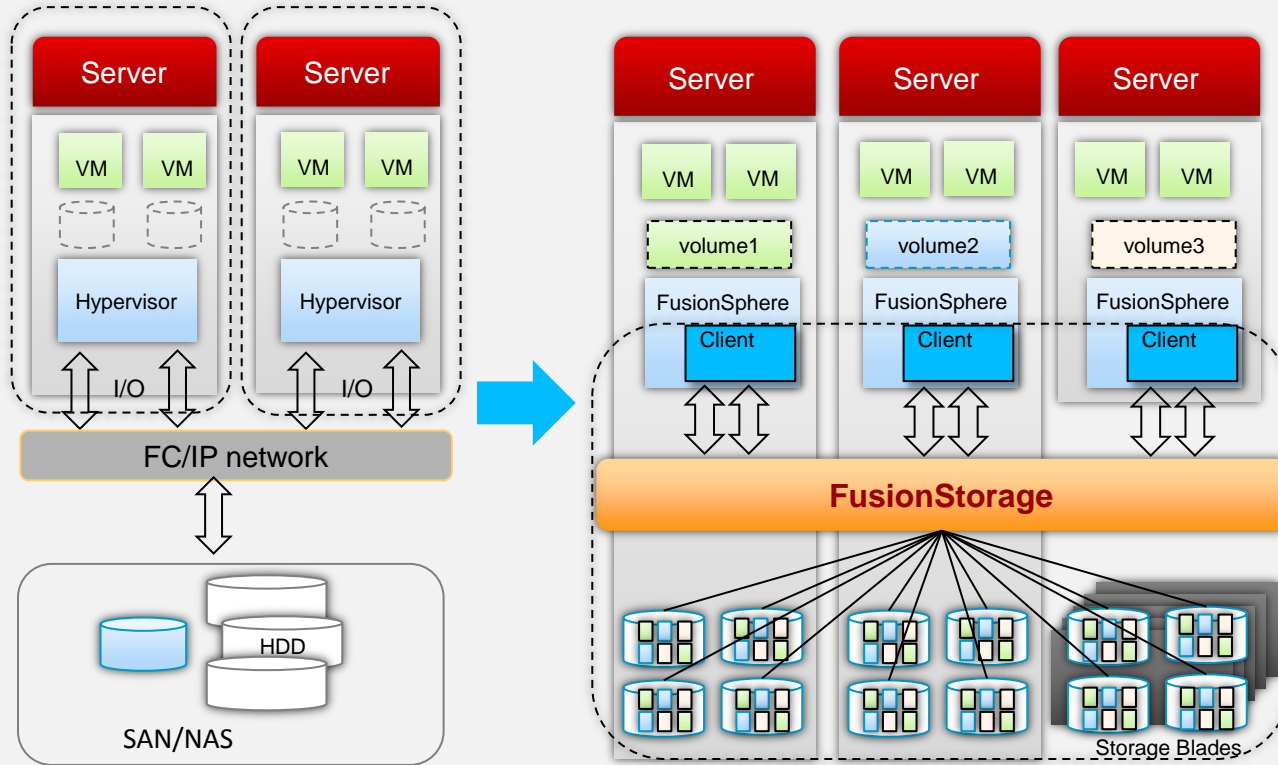 Server
Server
VM
VM
VM
VM
Hypervisor
Hypervisor
I/O
I/O
FC/IP network
HDD
SAN/NAS
Server
Server
Server
VM
VM
VM
VM
VM
VM
volume1
volume2
volume3
FusionSphere
FusionSphere
FusionSphere
Client
Client
Client
FusionStorage
Storage Blades